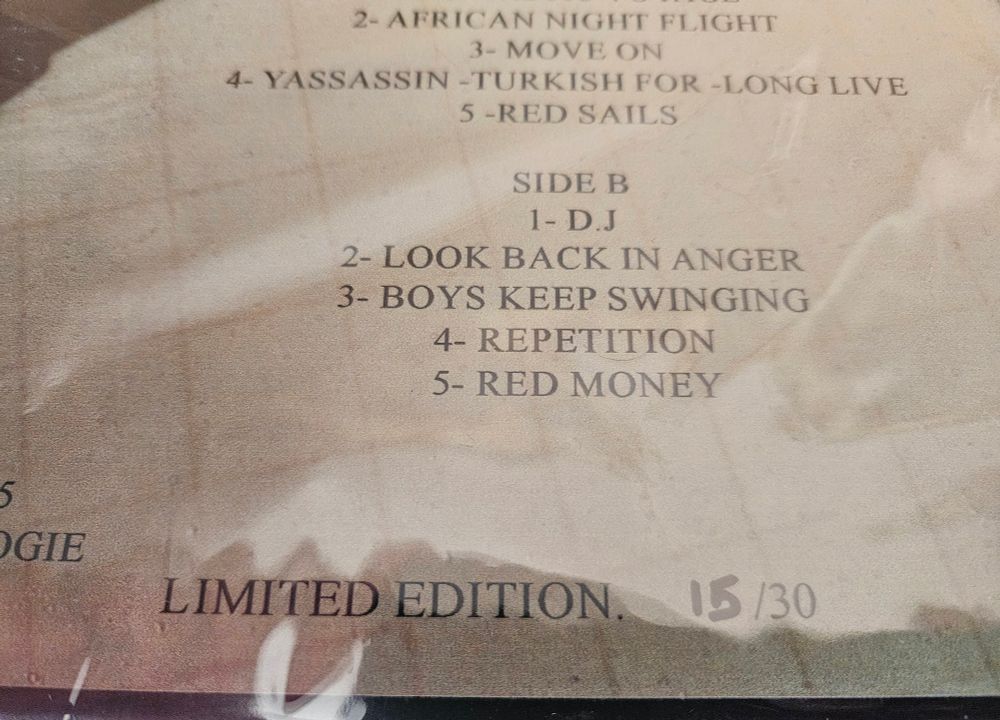 2- AFRICAN NIGHT FLIGHT
3- MOVE ON
4- YASSASSIN -TURKISH FOR -LONG LIVE
5 -RED SAILS
SIDE B
1- D.J
2- LOOK BACK IN ANGER
3- BOYS KEEP SWINGING
4- REPETITION
5- RED MONEY
5
OGIE
LIMITED EDITION. 15/30